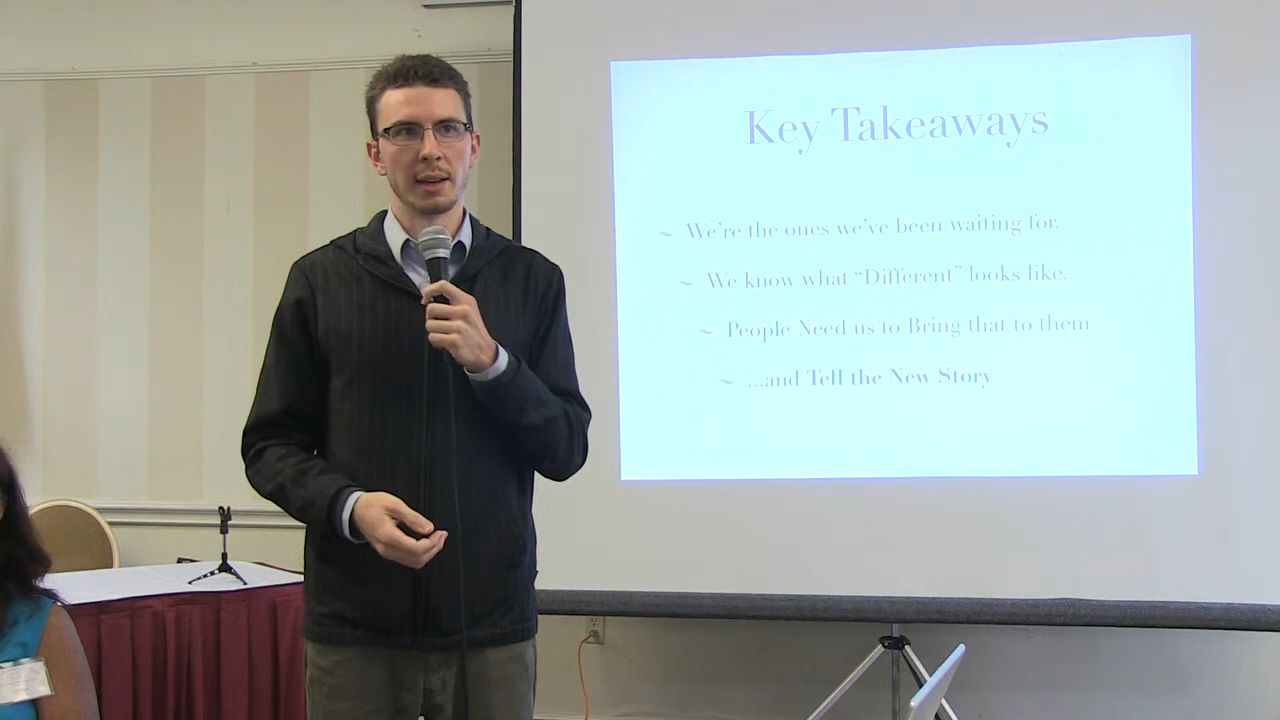 Key Takeaways
~ We're the ones we've been waiting for.
~ We know what “Different” looks like.
~ People Need us to Bring that to them
~ ...and Tell the New Story